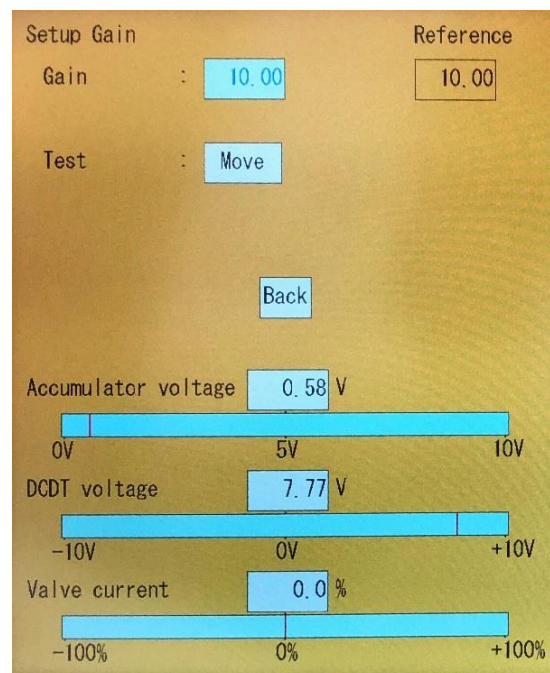 Setup Gain Reference
Gain : 10.00 10.00
Test : Move
Back
Accumulator voltage 0.58 V
0V 5V 10V
DCDT voltage 7.77 V
-10V 0V +10V
Valve current 0.0 %
-100% 0% +100%